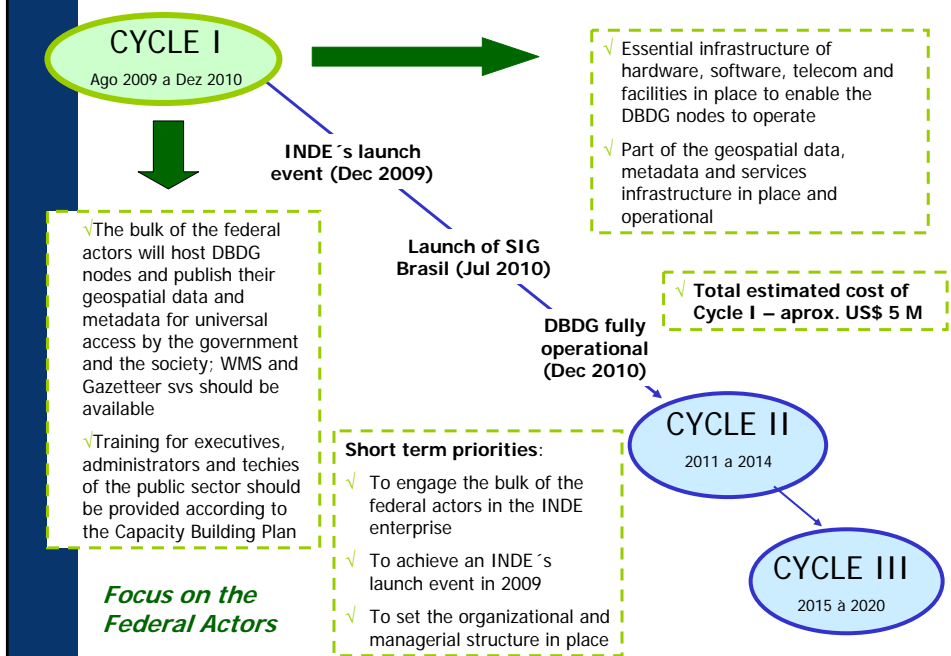 CYCLE I
Ago 2009 a Dez 2010
√ Essential infrastructure of
hardware, software, telecom and
facilities in place to enable the
DBDG nodes to operate
√ Part of the geospatial data,
metadata and services
infrastructure in place and
operational
INDE´s launch
event (Dec 2009)
√The bulk of the federal
actors will host DBDG
nodes and publish their
geospatial data and
metadata for universal
access by the government
and the society; WMS and
Gazetteer svs should be
available
√Training for executives,
administrators and techies
of the public sector should
be provided according to
the Capacity Building Plan
Launch of SIG
Brasil (Jul 2010)
√ Total estimated cost of
Cycle I – aprox. US$ 5 M
DBDG fully
operational
(Dec 2010)
CYCLE II
2011 a 2014
Short term priorities:
√ To engage the bulk of the
federal actors in the INDE
enterprise
√ To achieve an INDE´s
launch event in 2009
√ To set the organizational and
managerial structure in place
CYCLE III
2015 à 2020
Focus on the
Federal Actors